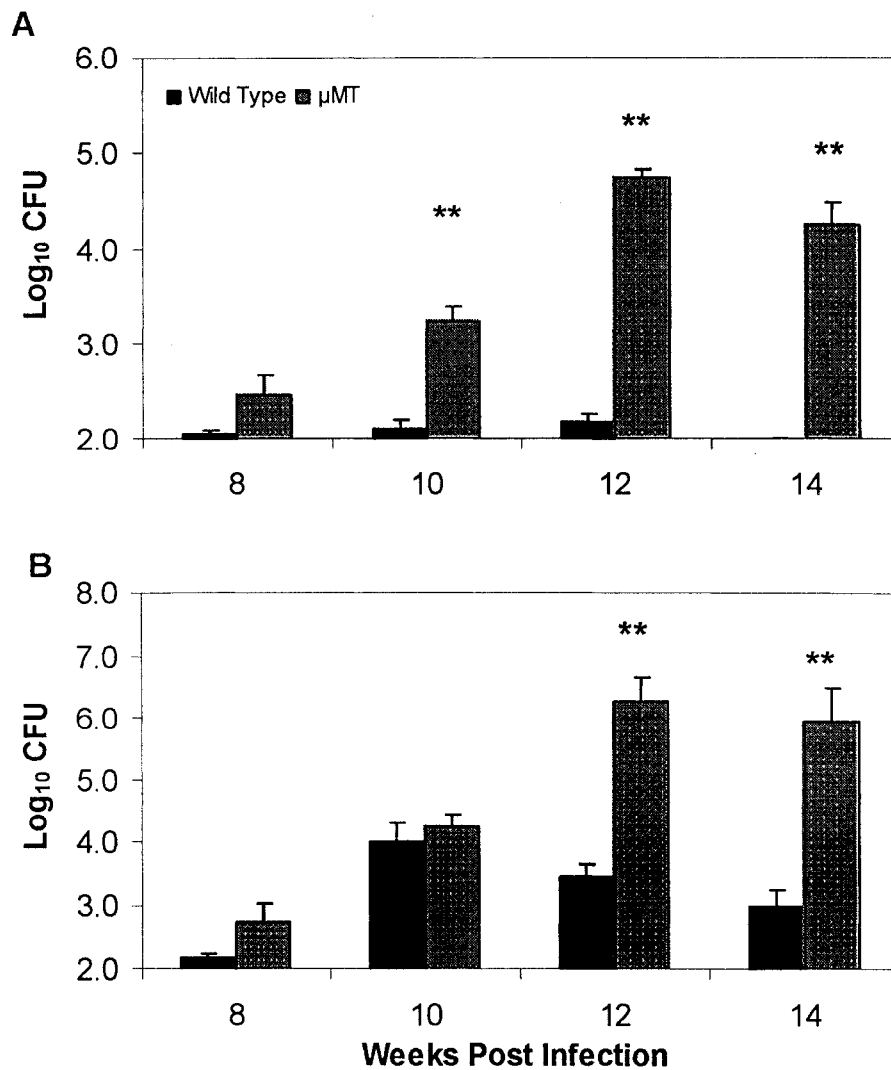 A
6.0
Wild Type µMT
5.0
4.0
3.0
2.0
** ** **
Log₁₀ CFU
8 10 12 14
B
8.0
7.0
6.0
5.0
4.0
3.0
2.0
** **
Log₁₀ CFU
8 10 12 14
Weeks Post Infection